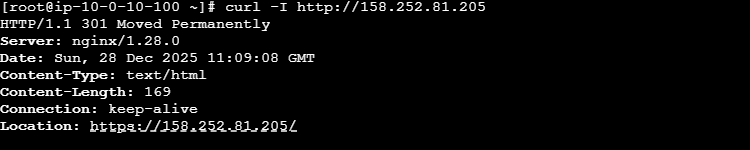 [root@ip-10-0-10-100 ~]# curl -I http://158.252.81.205
HTTP/1.1 301 Moved Permanently
Server: nginx/1.28.0
Date: Sun, 28 Dec 2025 11:09:08 GMT
Content-Type: text/html
Content-Length: 169
Connection: keep-alive
Location: https://158.252.81.205/